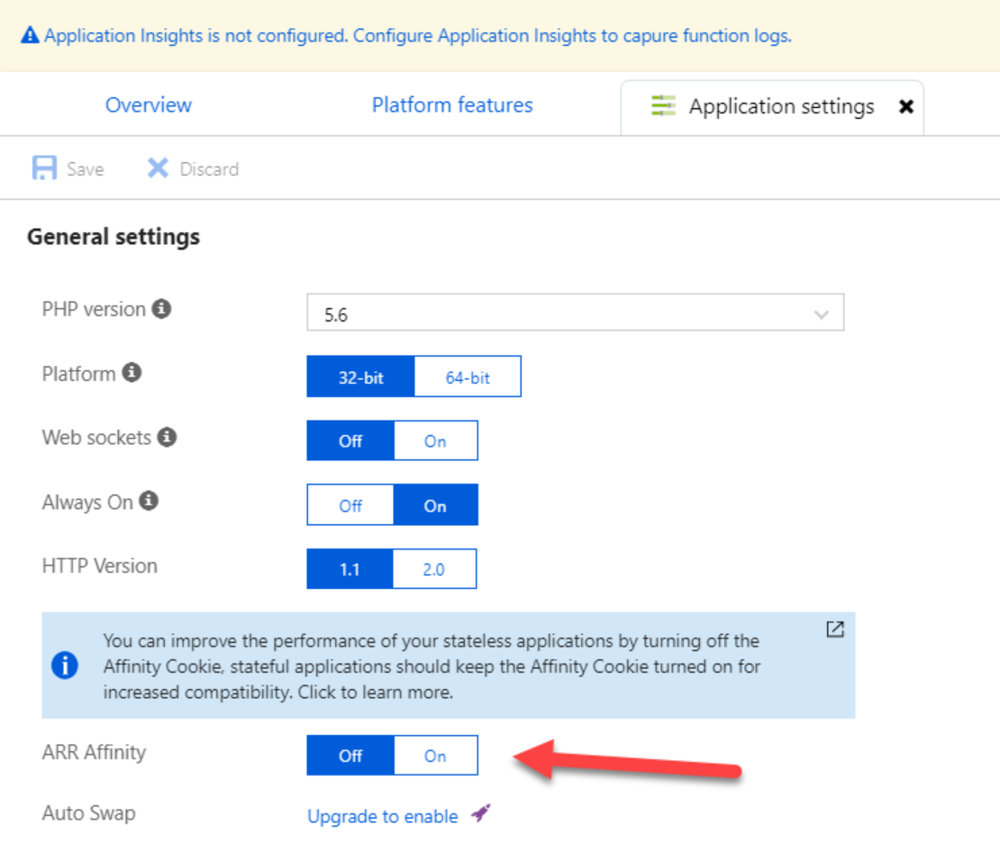 Application Insights is not configured. Configure Application Insights to capure function logs.
Overview
Platform features
Application settings
Save
Discard
General settings
PHP version
5.6
Platform
32-bit
64-bit
Web sockets
Off
On
Always On
Off
On
HTTP Version
1.1
2.0
You can improve the performance of your stateless applications by turning off the
Affinity Cookie, stateful applications should keep the Affinity Cookie turned on for
increased compatibility. Click to learn more.
ARR Affinity
Off
On
Auto Swap
Upgrade to enable